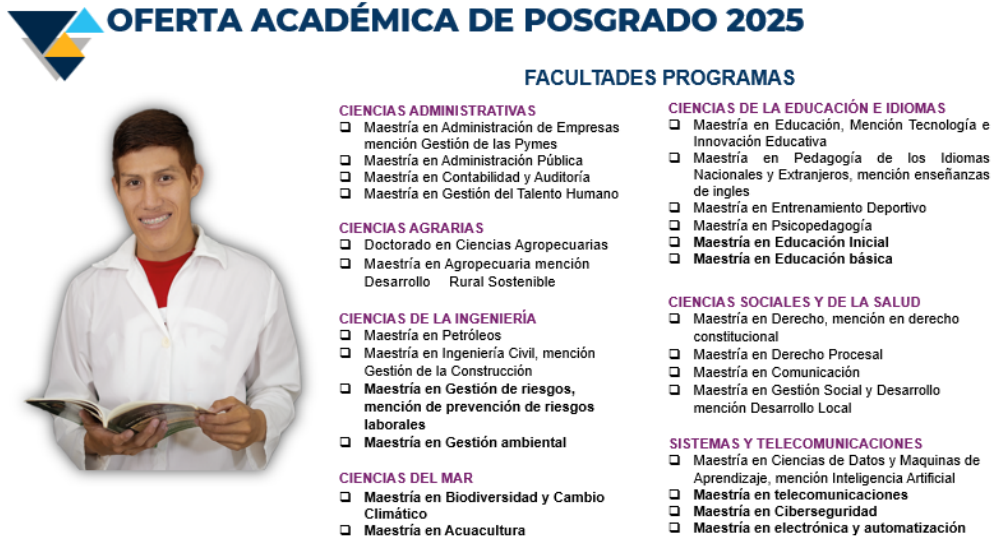 OFERTA ACADÉMICA DE POSGRADO 2025
FACULTADES PROGRAMAS
CIENCIAS ADMINISTRATIVAS
Maestría en Administración de Empresas
mención Gestión de las Pymes
Maestría en Administración Pública
Maestría en Contabilidad y Auditoría
Maestría en Gestión del Talento Humano
CIENCIAS AGRARIAS
Doctorado en Ciencias Agropecuarias
Maestría en Agropecuaria mención
Desarrollo Rural Sostenible
CIENCIAS DE LA INGENIERÍA
Maestría en Petróleos
Maestría en Ingeniería Civil, mención
Gestión de la Construcción
Maestría en Gestión de riesgos,
mención de prevención de riesgos
laborales
Maestría en Gestión ambiental
CIENCIAS DEL MAR
Maestría en Biodiversidad y Cambio
Climático
Maestría en Acuacultura
CIENCIAS DE LA EDUCACIÓN E IDIOMAS
Maestría en Educación, Mención Tecnología e
Innovación Educativa
Maestría en Pedagogía de los Idiomas
Nacionales y Extranjeros, mención enseñanzas
de ingles
Maestría en Entrenamiento Deportivo
Maestría en Psicopedagogía
Maestría en Educación Inicial
Maestría en Educación básica
CIENCIAS SOCIALES Y DE LA SALUD
Maestría en Derecho, mención en derecho
constitucional
Maestría en Derecho Procesal
Maestría en Comunicación
Maestría en Gestión Social y Desarrollo
mención Desarrollo Local
SISTEMAS Y TELECOMUNICACIONES
Maestría en Ciencias de Datos y Maquinas de
Aprendizaje, mención Inteligencia Artificial
Maestría en telecomunicaciones
Maestría en Ciberseguridad
Maestría en electrónica y automatización